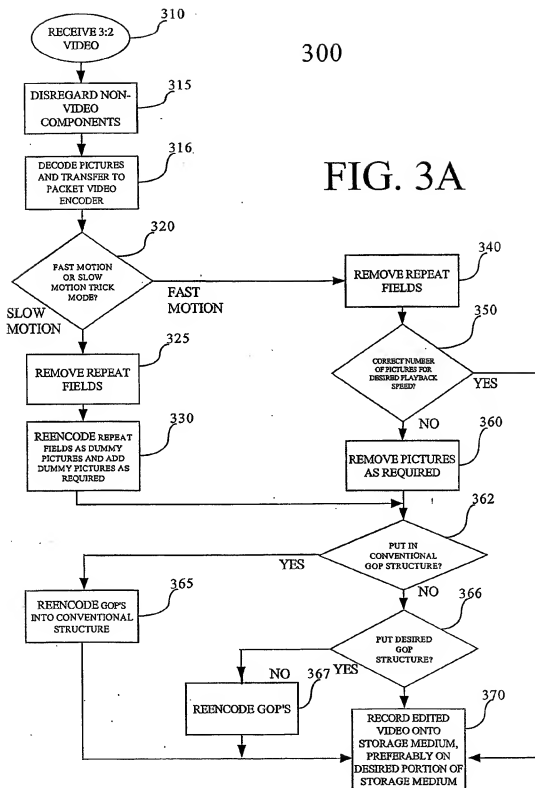 310
RECEIVE 3:2
VIDEO
300
315
DISREGARD NON-
VIDEO
COMPONENTS
316
DECODE PICTURES
AND TRANSFER TO
PACKET VIDEO
ENCODER
FIG. 3A
320
FAST MOTION
OR SLOW
MOTION TRICK
MODE?
SLOW
MOTION
FAST
MOTION
340
REMOVE REPEAT
FIELDS
325
REMOVE REPEAT
FIELDS
350
CORRECT NUMBER
OF PICTURES FOR
DESIRED PLAYBACK
SPEED?
YES
NO
330
REENCODE REPEAT
FIELDS AS DUMMY
PICTURES AND ADD
DUMMY PICTURES AS
REQUIRED
360
REMOVE PICTURES
AS REQUIRED
362
PUT IN
CONVENTIONAL
GOP STRUCTURE?
YES
NO
365
REENCODE GOP'S
INTO CONVENTIONAL
STRUCTURE
366
PUT DESIRED
GOP
STRUCTURE?
NO
YES
367
REENCODE GOP'S
370
RECORD EDITED
VIDEO ONTO
STORAGE MEDIUM,
PREFERABLY ON
DESIRED PORTION OF
STORAGE MEDIUM